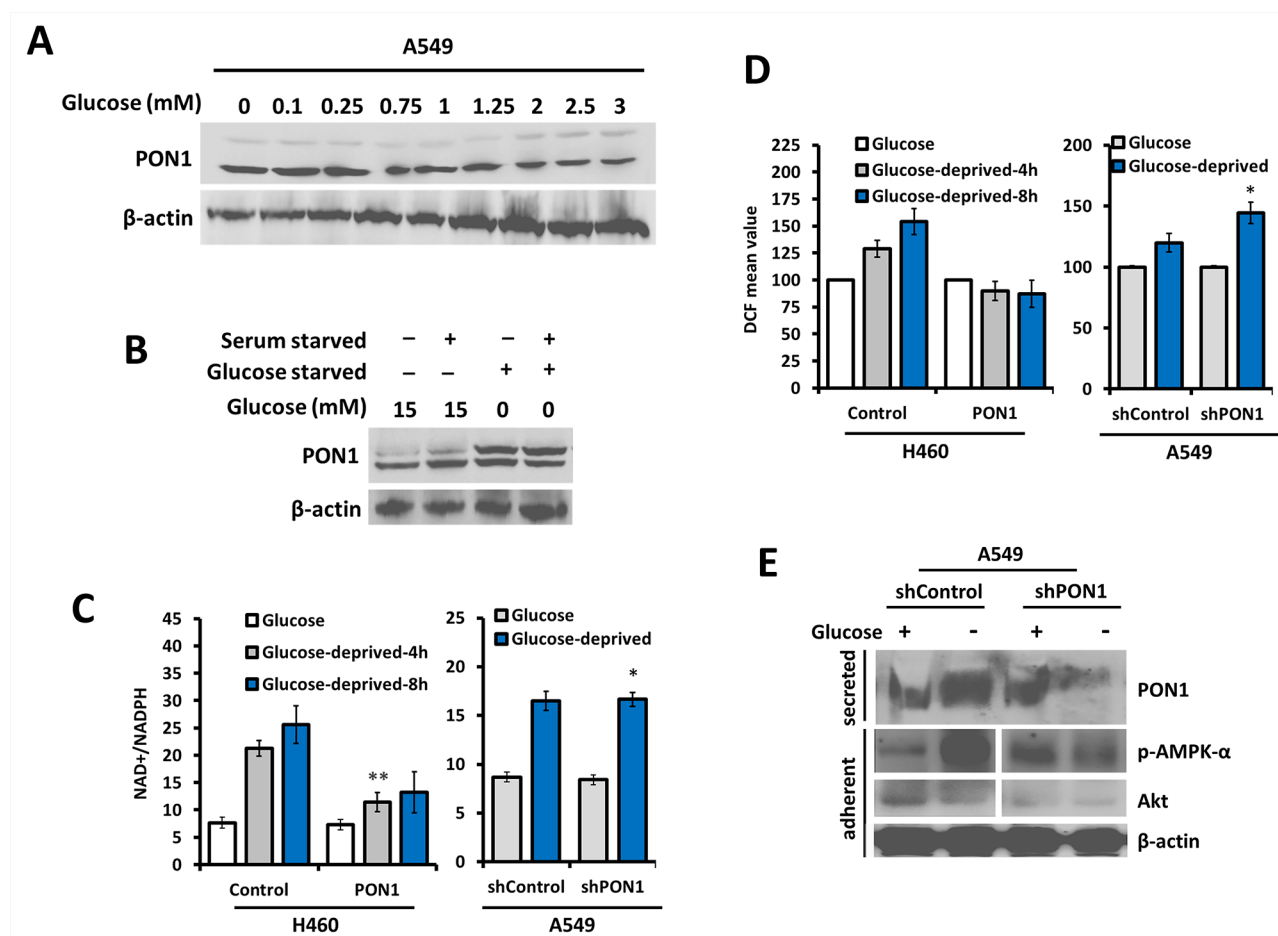 A
A549
Glucose (mM) 0 0.1 0.25 0.75 1 1.25 2 2.5 3
PON1
β-actin
B
Serum starved – + – +
Glucose starved – – + +
Glucose (mM) 15 15 0 0
PON1
β-actin
C
NAD+/NADPH
45
40
35
30
25
20
15
10
5
0
Glucose
Glucose-deprived-4h
Glucose-deprived-8h
**
Control PON1
H460
25
20
15
10
5
0
Glucose
Glucose-deprived
*
shControl shPON1
A549
D
DCF mean value
225
200
175
150
125
100
75
50
25
0
Glucose
Glucose-deprived-4h
Glucose-deprived-8h
Control PON1
H460
200
150
100
50
0
Glucose
Glucose-deprived
*
shControl shPON1
A549
E
A549
shControl shPON1
Glucose + - + -
secreted
PON1
adherent
p-AMPK-α
Akt
β-actin